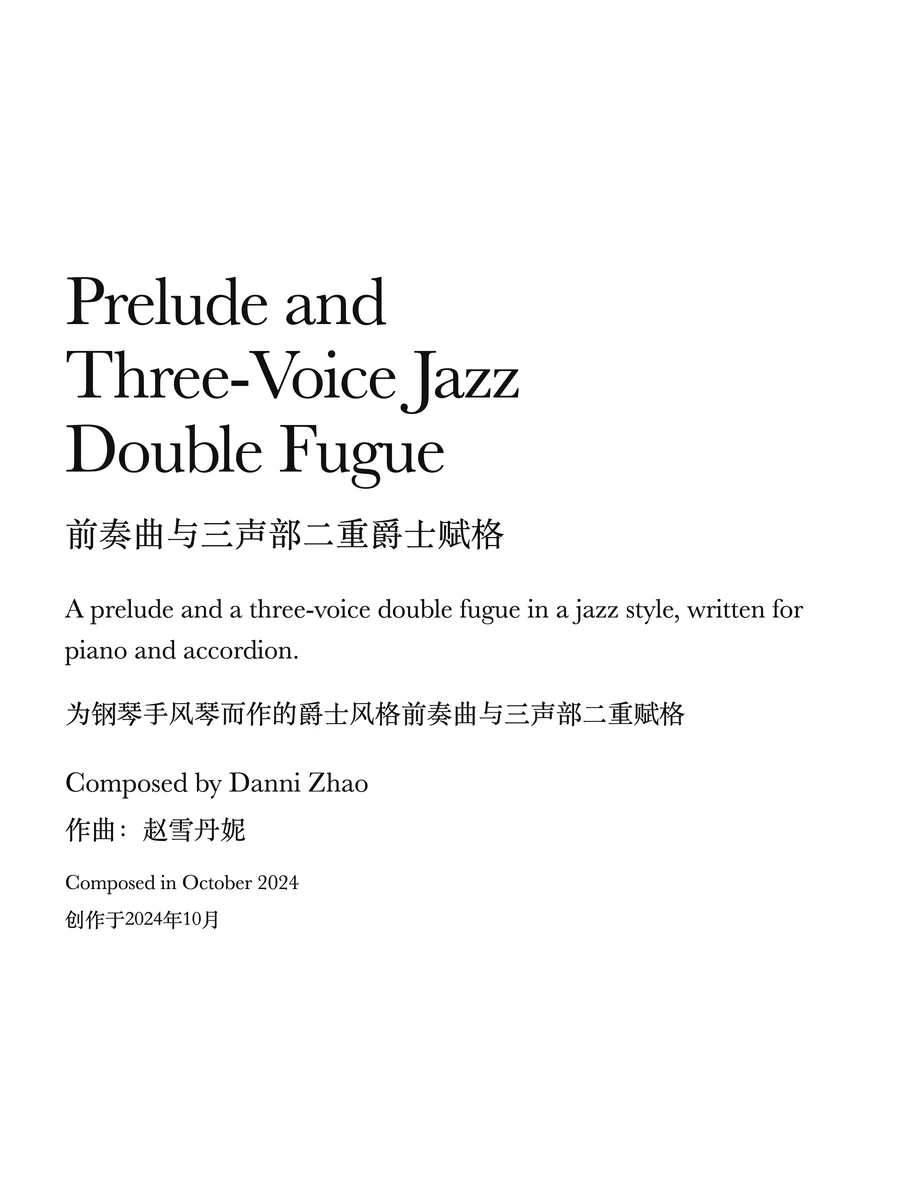 Prelude and
Three-Voice Jazz
Double Fugue
前奏曲与三声部二重爵士赋格
A prelude and a three-voice double fugue in a jazz style, written for
piano and accordion.
为钢琴手风琴而作的爵士风格前奏曲与三声部二重赋格
Composed by Danni Zhao
作曲：赵雪丹妮
Composed in October 2024
创作于2024年10月